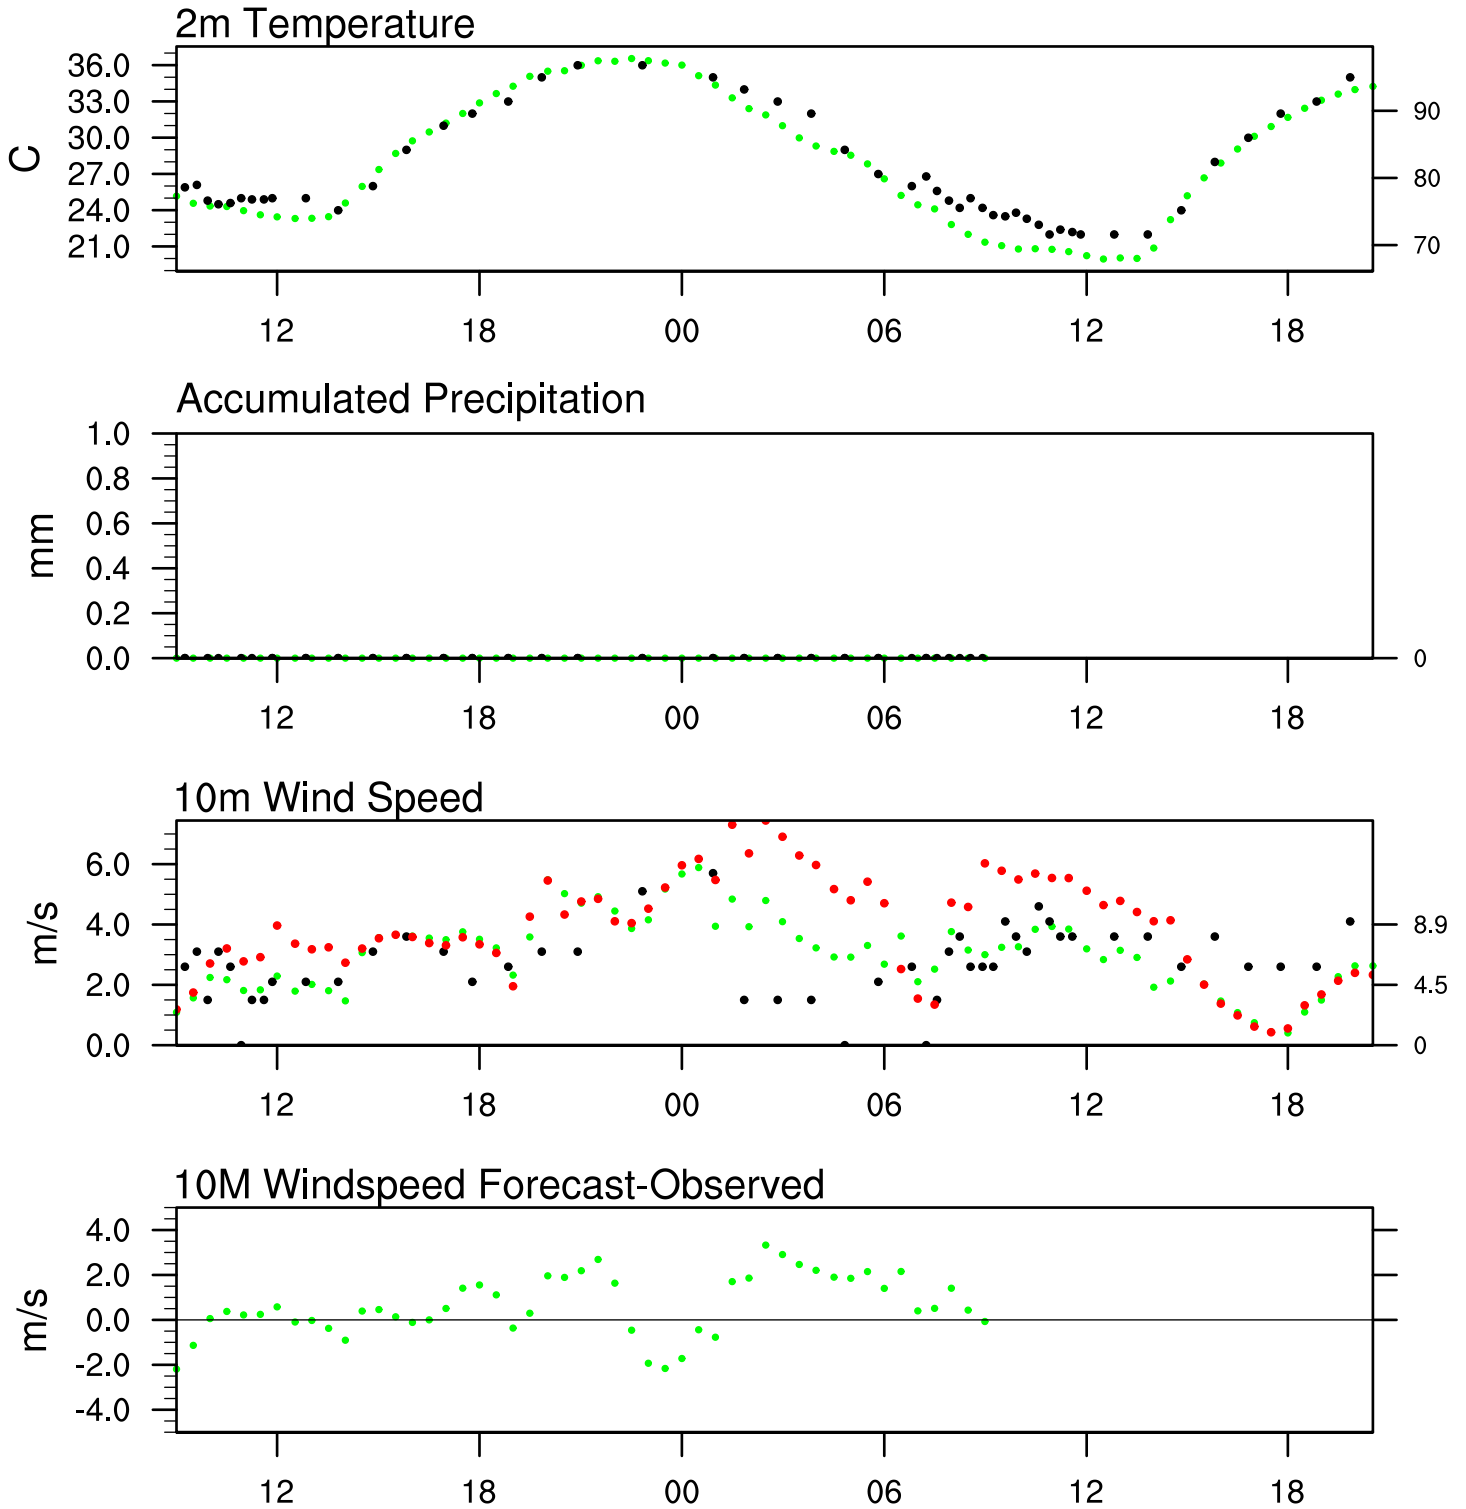 2m Temperature
36.0
33.0
30.0
27.0
24.0
21.0
C
90
80
70
12 18 00 06 12 18
Accumulated Precipitation
1.0
0.8
0.6
0.4
0.2
0.0
mm
0
12 18 00 06 12 18
10m Wind Speed
6.0
4.0
2.0
0.0
m/s
8.9
4.5
0
12 18 00 06 12 18
10M Windspeed Forecast-Observed
4.0
2.0
0.0
-2.0
-4.0
m/s
12 18 00 06 12 18